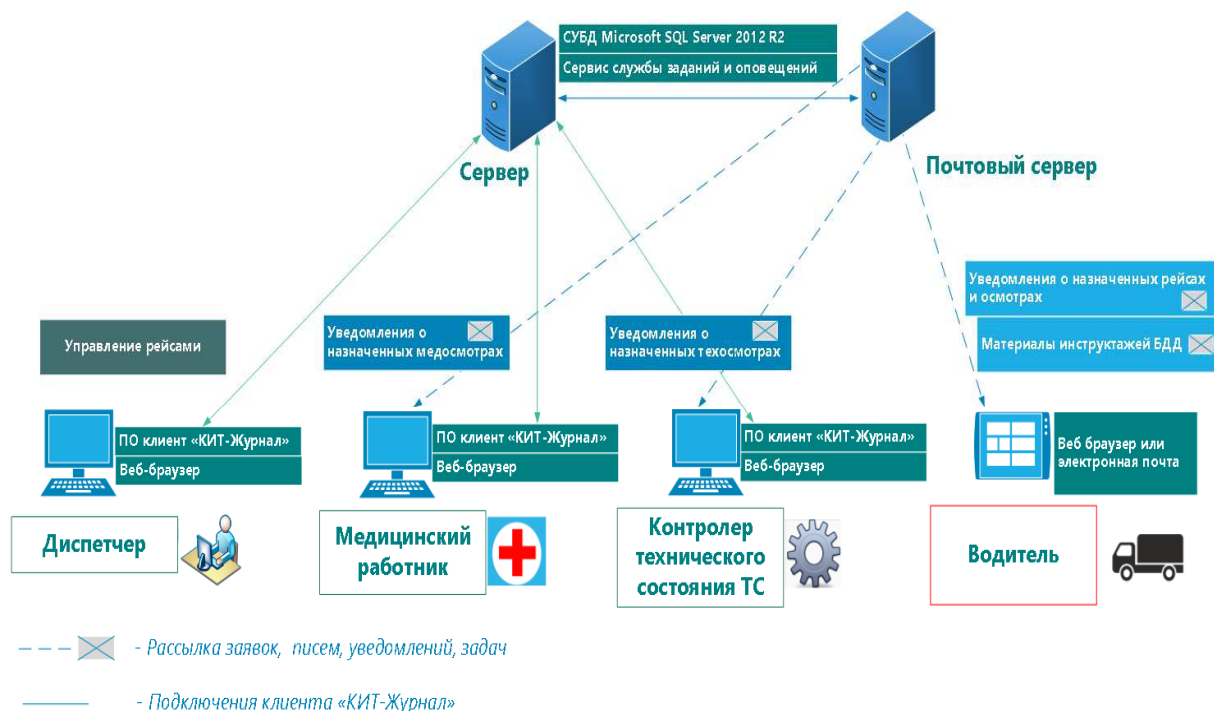 СУБД Microsoft SQL Server 2012 R2
Сервис службы заданий и оповещений
Сервер
Почтовый сервер
Уведомления о назначенных рейсах
и осмотрах
Материалы инструктажей БДД
Управление рейсами
Уведомления о
назначенных медосмотрах
Уведомления о
назначенных техосмотрах
ПО клиент «КИТ-Журнал»
Веб-браузер
ПО клиент «КИТ-Журнал»
Веб-браузер
ПО клиент «КИТ-Журнал»
Веб-браузер
Веб браузер или
электронная почта
Диспетчер
Медицинский
работник
Контролер
технического
состояния ТС
Водитель
- Рассылка заявок, писем, уведомлений, задач
- Подключения клиента «КИТ-Журнал»